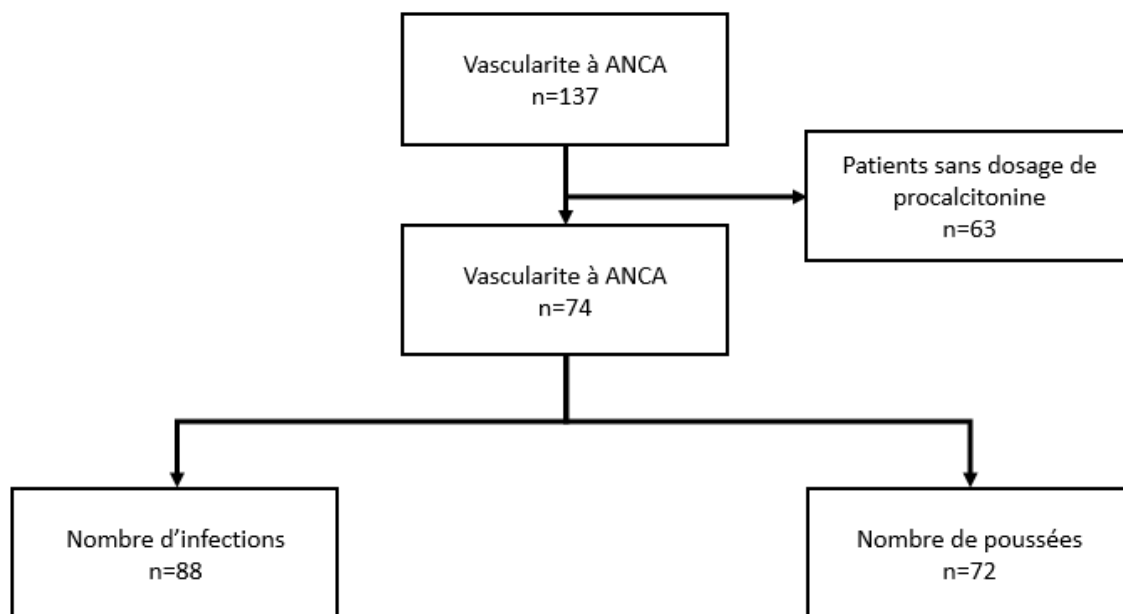 Vascularite à ANCA
n=137
Patients sans dosage de
procalcitonine
n=63
Vascularite à ANCA
n=74
Nombre d’infections
n=88
Nombre de poussées
n=72